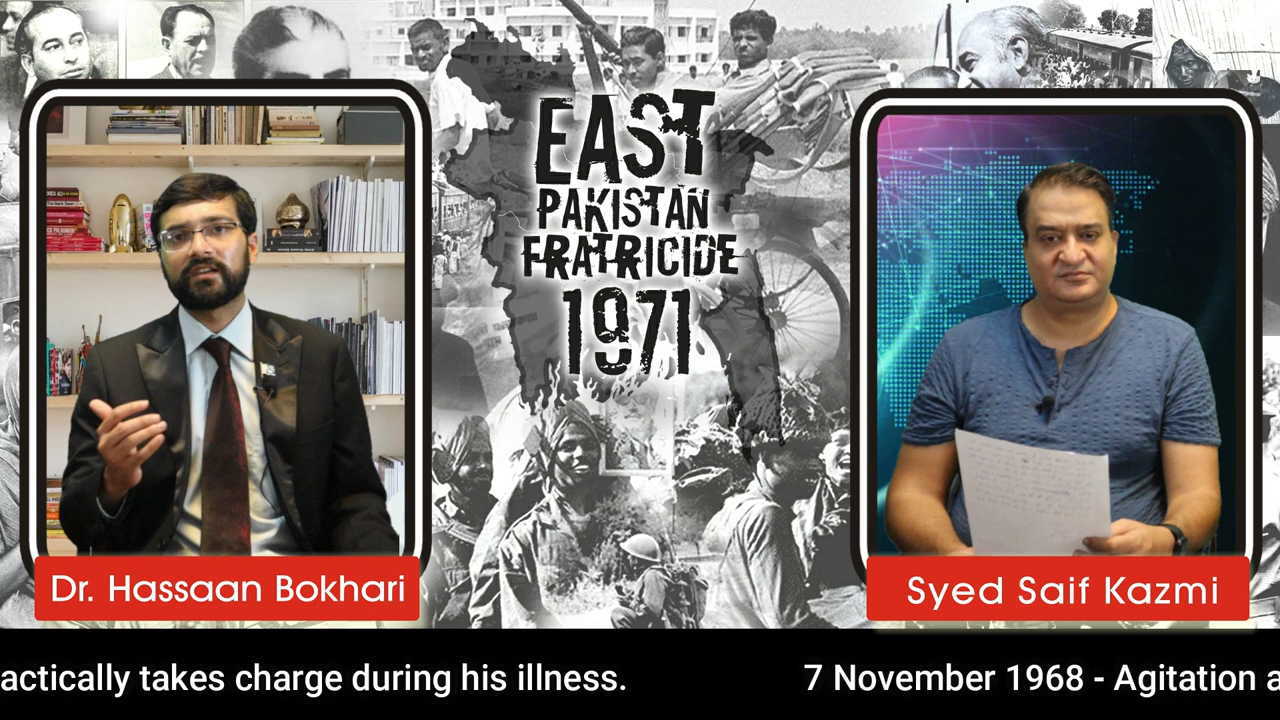 EAST
PAKISTAN
FRATRICIDE
1971
Dr. Hassaan Bokhari
Syed Saif Kazmi
actically takes charge during his illness.
7 November 1968 - Agitation a